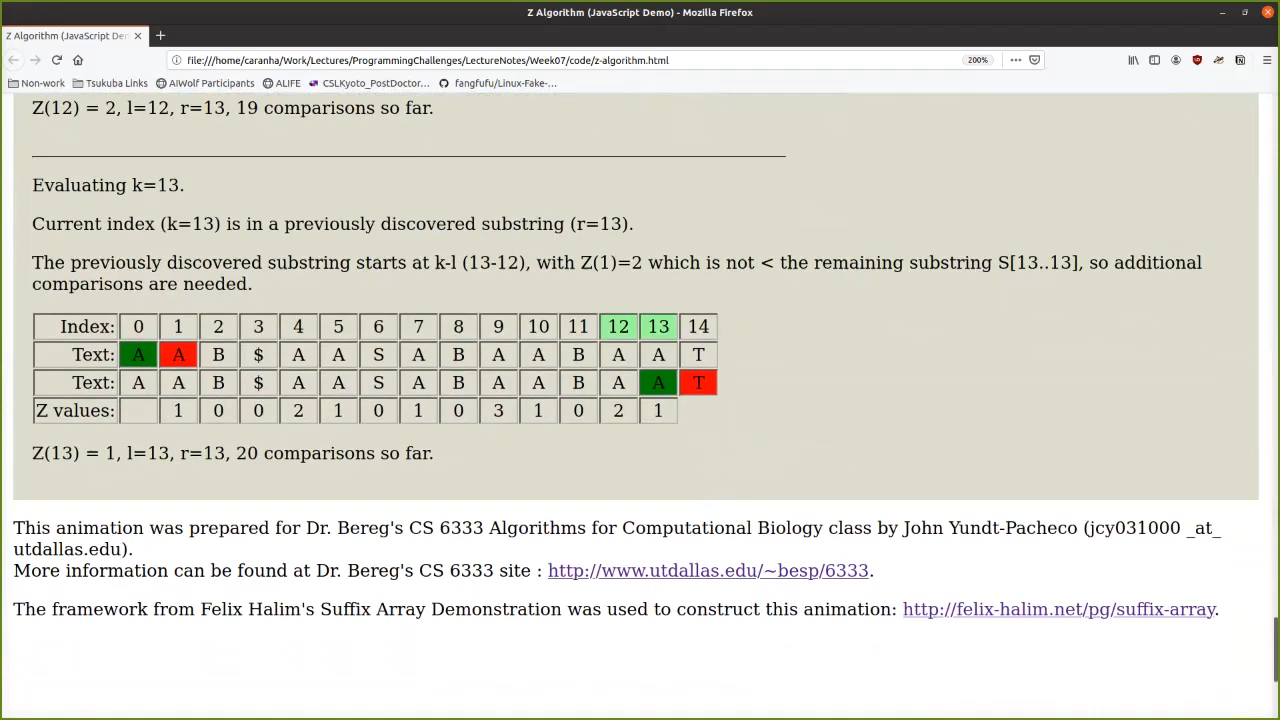 Z Algorithm (JavaScript Demo) - Mozilla Firefox
Z Algorithm (JavaScript Den
file:///home/caranha/Work/Lectures/ProgrammingChallenges/LectureNotes/Week07/code/z-algorithm.html 200%
Non-work Tsukuba Links AIWolf Participants ALIFE CSLKyoto_PostDoctor… fangfufu/Linux-Fake-…
Z(12) = 2, l=12, r=13, 19 comparisons so far.
Evaluating k=13.
Current index (k=13) is in a previously discovered substring (r=13).
The previously discovered substring starts at k-l (13-12), with Z(1)=2 which is not < the remaining substring S[13..13], so additional
comparisons are needed.
Index: 0 1 2 3 4 5 6 7 8 9 10 11 12 13 14
Text: A A B $ A A S A B A A B A A T
Text: A A B $ A A S A B A A B A A T
Z values: 1 0 0 2 1 0 1 0 3 1 0 2 1
Z(13) = 1, l=13, r=13, 20 comparisons so far.
This animation was prepared for Dr. Bereg's CS 6333 Algorithms for Computational Biology class by John Yundt-Pacheco (jcy031000 _at_
utdallas.edu).
More information can be found at Dr. Bereg's CS 6333 site : http://www.utdallas.edu/~besp/6333.
The framework from Felix Halim's Suffix Array Demonstration was used to construct this animation: http://felix-halim.net/pg/suffix-array.